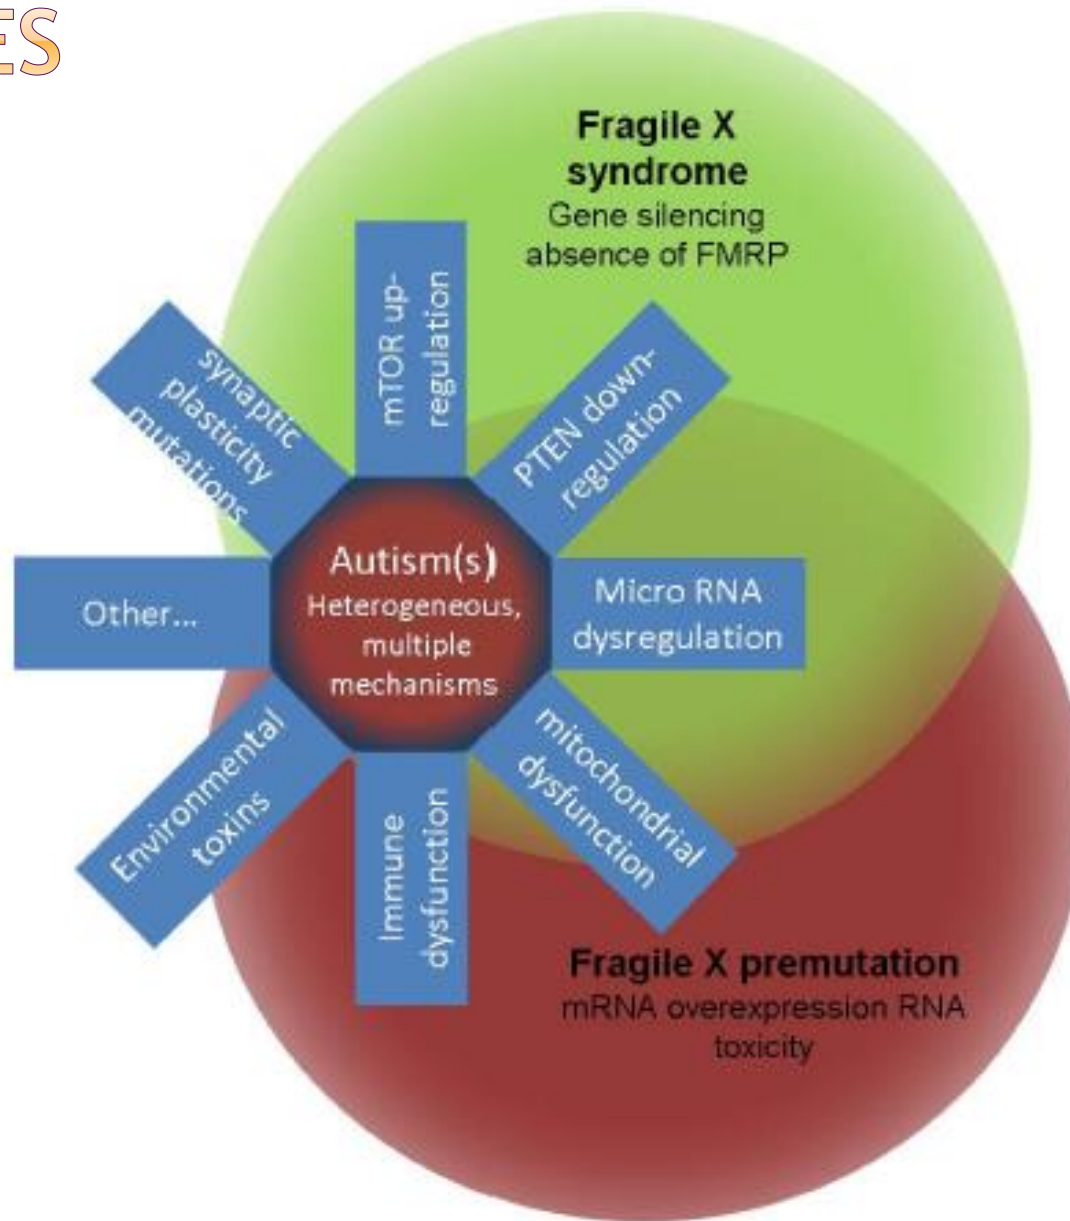 ES
Fragile X
syndrome
Gene silencing
absence of FMRP
mTOR up-
regulation
synaptic
plasticity
mutations
PTEN down-
regulation
Autism(s)
Heterogeneous,
multiple
mechanisms
Micro RNA
dysregulation
Other...
mitochondrial
dysfunction
Environmental
toxins
Immune
dysfunction
Fragile X premutation
mRNA overexpression RNA
toxicity